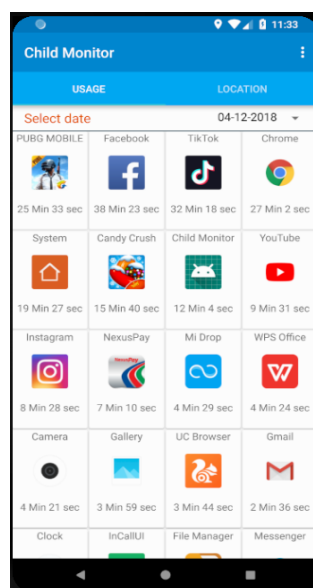 11:33
Child Monitor
USAGE LOCATION
Select date 04-12-2018
PUBG MOBILE Facebook TikTok Chrome
25 Min 33 sec 38 Min 23 sec 32 Min 18 sec 27 Min 2 sec
System Candy Crush Child Monitor YouTube
19 Min 27 sec 15 Min 40 sec 12 Min 4 sec 9 Min 31 sec
Instagram NexusPay Mi Drop WPS Office
NexusPay
8 Min 28 sec 7 Min 10 sec 4 Min 29 sec 4 Min 24 sec
Camera Gallery UC Browser Gmail
4 Min 21 sec 3 Min 59 sec 3 Min 44 sec 2 Min 36 sec
Clock InCallUI File Manager Messenger